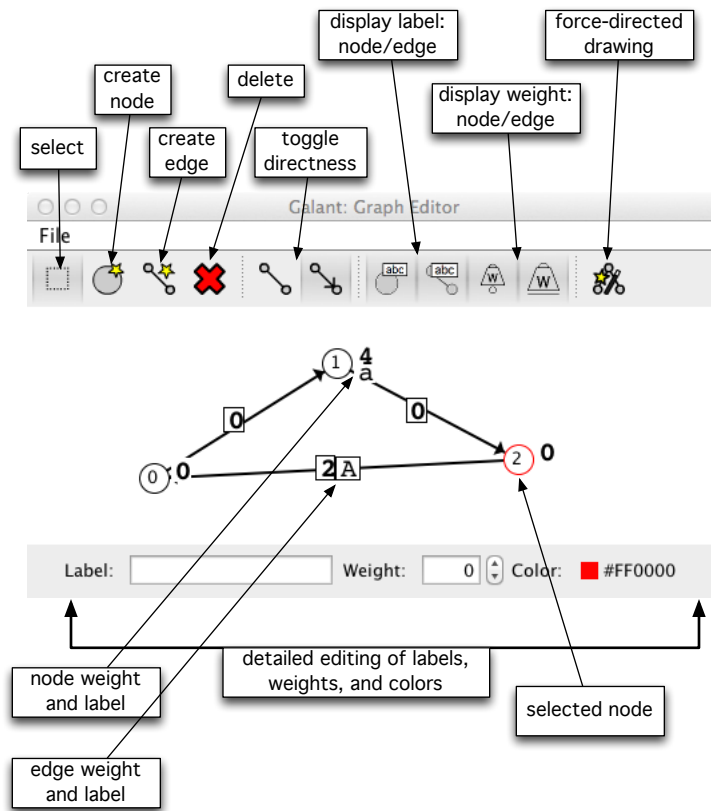 display label:
node/edge
force-directed
drawing
create
node
delete
display weight:
node/edge
select
create
edge
toggle
directness
Galant: Graph Editor
File
abc
abc
W
W
1
4
a
0
0
0
0
2 A
2
0
Label:
Weight:
0
Color:
#FF0000
detailed editing of labels,
weights, and colors
node weight
and label
selected node
edge weight
and label